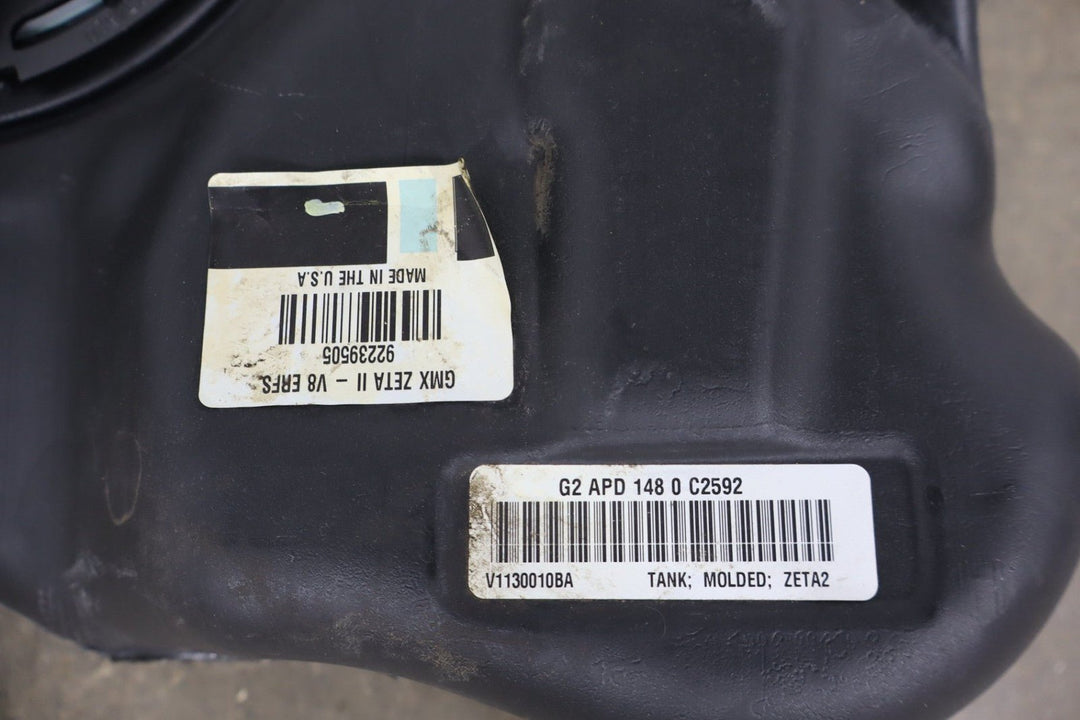 GMX ZETA II – V8 ERFS
92239505
MADE IN THE U.S.A
G2 APD 148 0 C2592
V1130010BA TANK; MOLDED; ZETA2